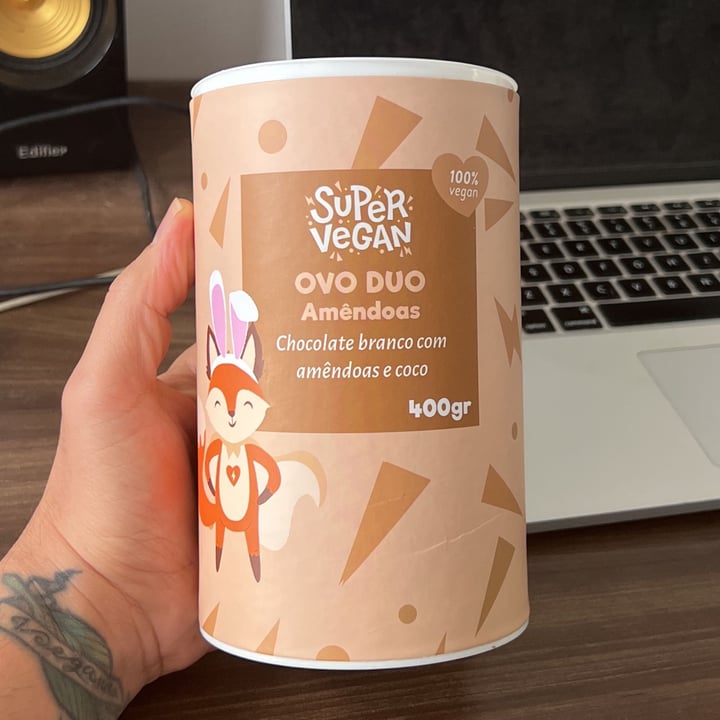 Edifier
100%
vegan
SUPER
VEGAN
OVO DUO
Amêndoas
Chocolate branco com
amêndoas e coco
400gr